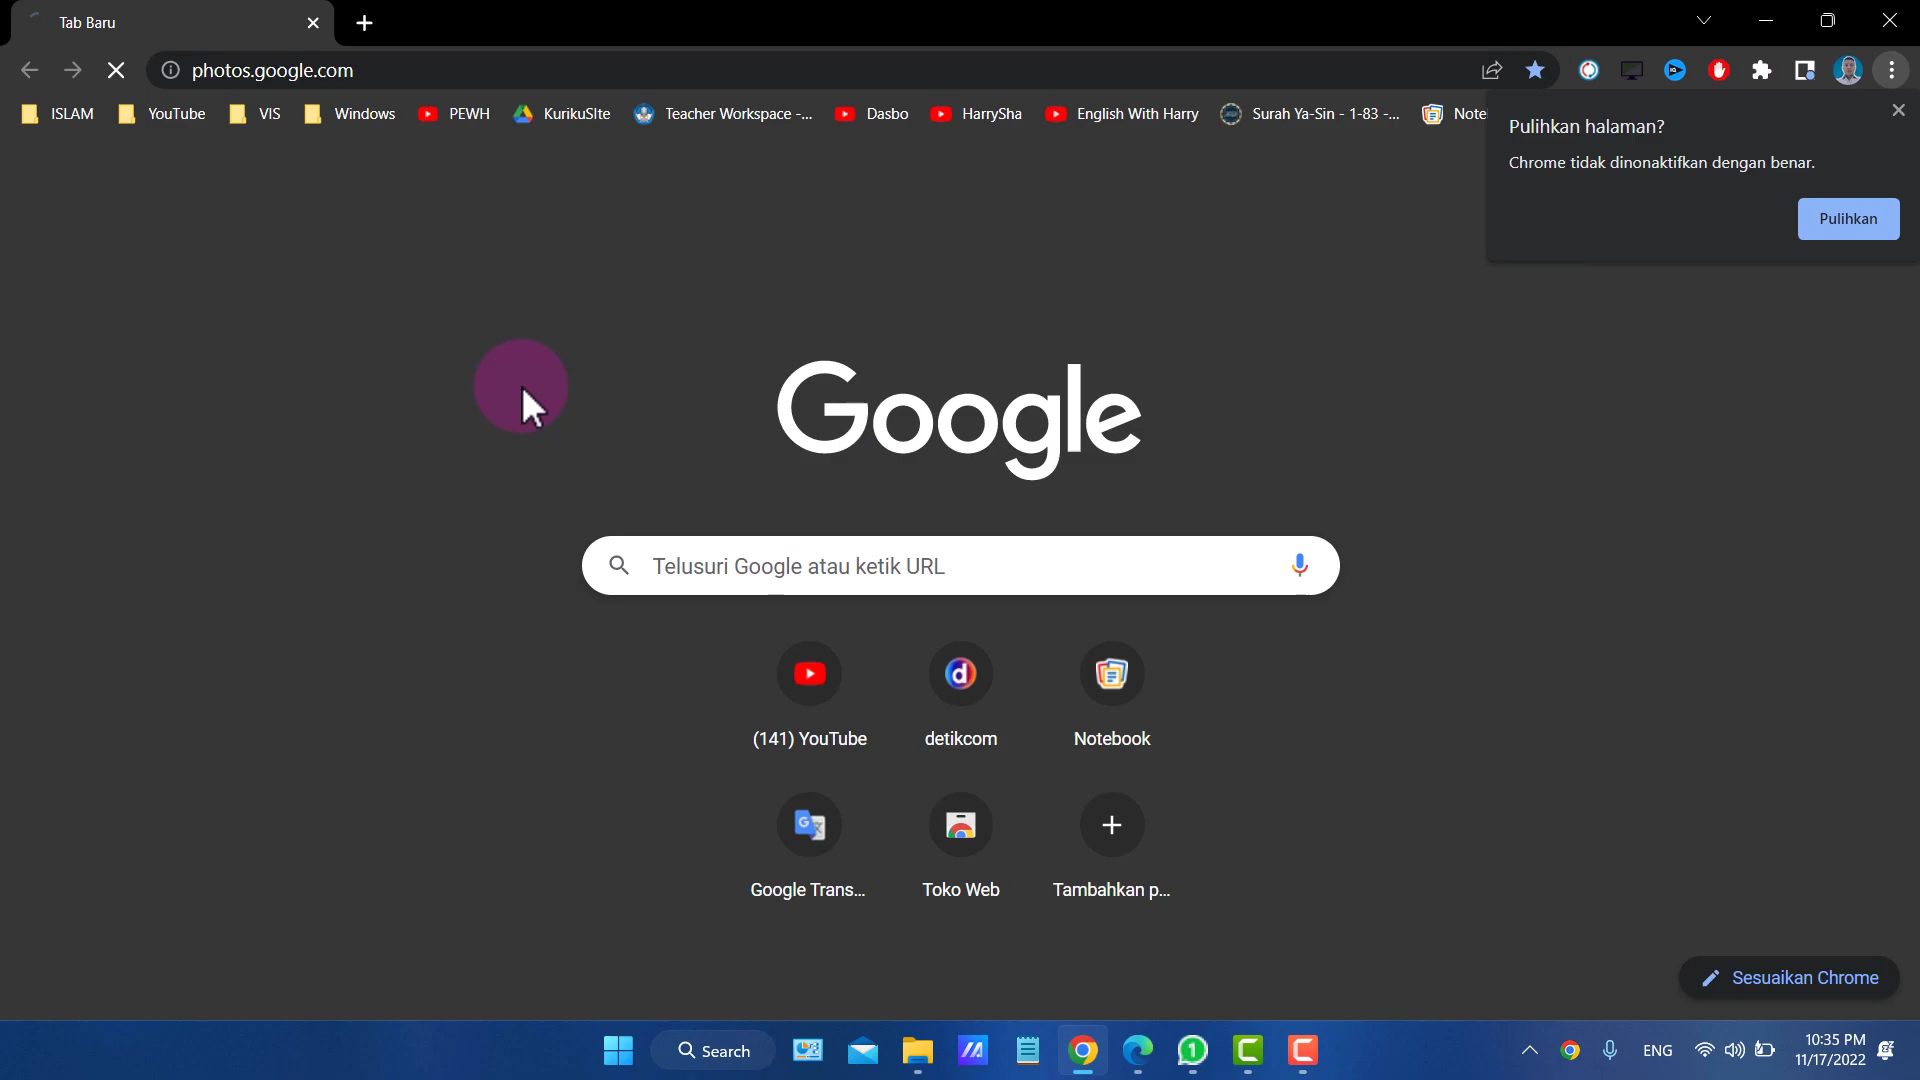 Tab Baru
photos.google.com
ISLAM
YouTube
VIS
Windows
PEWH
KurikuSIte
Teacher Workspace -...
Dasbo
HarrySha
English With Harry
Surah Ya-Sin - 1-83 -...
Note
Pulihkan halaman?
Chrome tidak dinonaktifkan dengan benar.
Pulihkan
Google
Telusuri Google atau ketik URL
(141) YouTube
detikcom
Notebook
Google Trans...
Toko Web
Tambahkan p...
Sesuaikan Chrome
Search
ENG
10:35 PM
11/17/2022